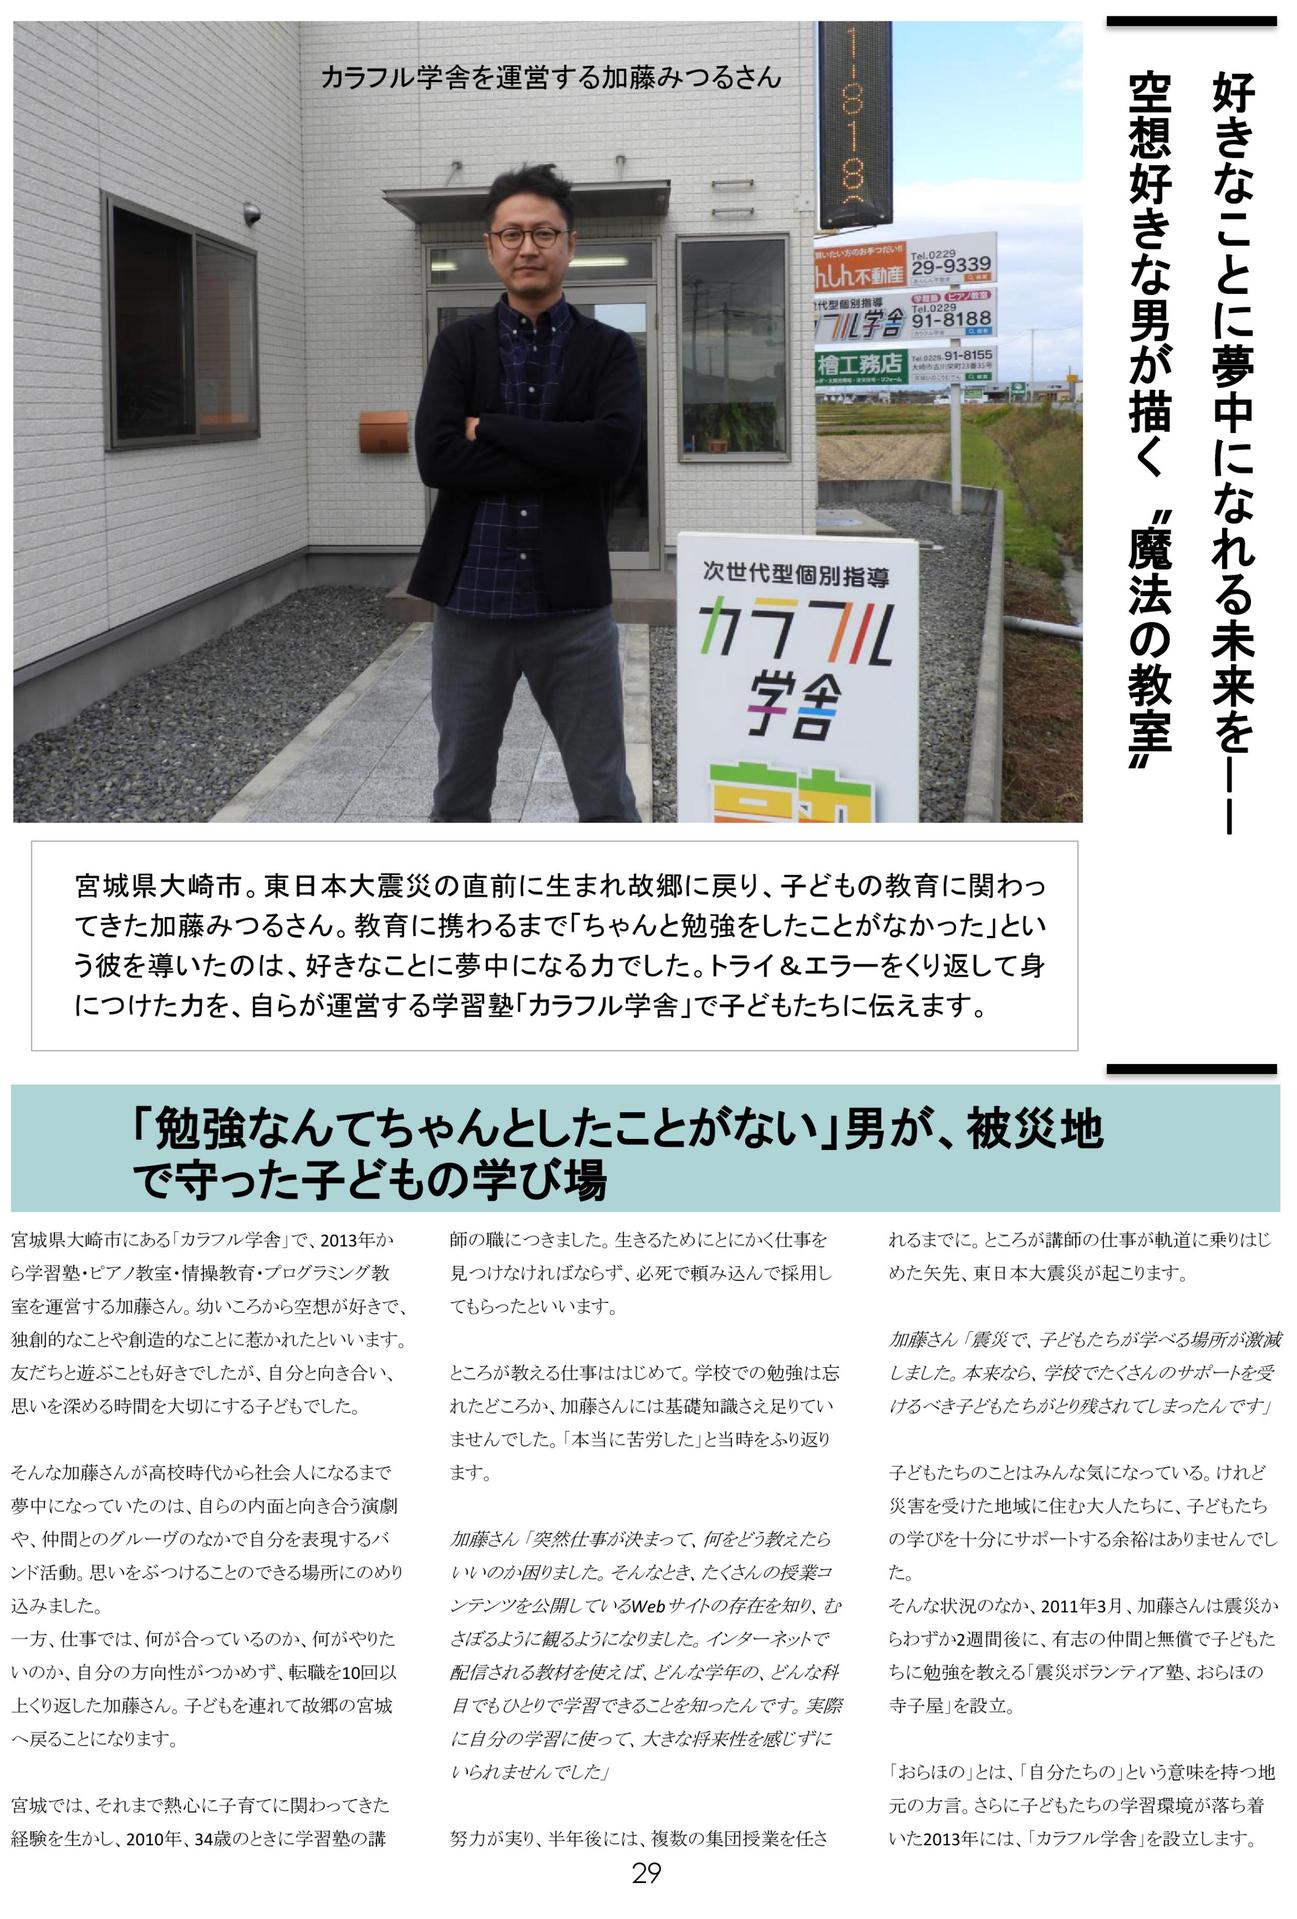 好きなことに夢中になれる未来を――
空想好きな男が描く〝魔法の教室〟
カラフル学舎を運営する加藤みつるさん
1-8188
Tel.0229
29-9339
んしん不動産
代型個別指導
学習塾 ピアノ教室
Tel.0229
91-8188
フル学舎
檜工務店
Tel.0229-91-8155
大崎市古川栄町23番35号
次世代型個別指導
カラフル
学舎
塾
宮城県大崎市。東日本大震災の直前に生まれ故郷に戻り、子どもの教育に関わっ
てきた加藤みつるさん。教育に携わるまで「ちゃんと勉強をしたことがなかった」とい
う彼を導いたのは、好きなことに夢中になる力でした。トライ＆エラーをくり返して身
につけた力を、自らが運営する学習塾「カラフル学舎」で子どもたちに伝えます。
「勉強なんてちゃんとしたことがない」男が、被災地
で守った子どもの学び場
宮城県大崎市にある「カラフル学舎」で、2013年か
ら学習塾・ピアノ教室・情操教育・プログラミング教
室を運営する加藤さん。幼いころから空想が好きで、
独創的なことや創造的なことに惹かれたといいます。
友だちと遊ぶことも好きでしたが、自分と向き合い、
思いを深める時間を大切にする子どもでした。
そんな加藤さんが高校時代から社会人になるまで
夢中になっていたのは、自らの内面と向き合う演劇
や、仲間とのグルーヴのなかで自分を表現するバ
ンド活動。思いをぶつけることのできる場所にのめり
込みました。
一方、仕事では、何が合っているのか、何がやりた
いのか、自分の方向性がつかめず、転職を10回以
上くり返した加藤さん。子どもを連れて故郷の宮城
へ戻ることになります。
宮城では、それまで熱心に子育てに関わってきた
経験を生かし、2010年、34歳のときに学習塾の講
師の職につきました。生きるためにとにかく仕事を
見つけなければならず、必死で頼み込んで採用し
てもらったといいます。
ところが教える仕事ははじめて。学校での勉強は忘
れたどころか、加藤さんには基礎知識さえ足りてい
ませんでした。「本当に苦労した」と当時をふり返り
ます。
加藤さん「突然仕事が決まって、何をどう教えたら
いいのか困りました。そんなとき、たくさんの授業コ
ンテンツを公開しているWebサイトの存在を知り、む
さぼるように観るようになりました。インターネットで
配信される教材を使えば、どんな学年の、どんな科
目でもひとりで学習できることを知ったんです。実際
に自分の学習に使って、大きな将来性を感じずに
いられませんでした」
努力が実り、半年後には、複数の集団授業を任さ
れるまでに。ところが講師の仕事が軌道に乗りはじ
めた矢先、東日本大震災が起こります。
加藤さん「震災で、子どもたちが学べる場所が激減
しました。本来なら、学校でたくさんのサポートを受
けるべき子どもたちがとり残されてしまったんです」
子どもたちのことはみんな気になっている。けれど
災害を受けた地域に住む大人たちに、子どもたち
の学びを十分にサポートする余裕はありませんでし
た。
そんな状況のなか、2011年3月、加藤さんは震災か
らわずか2週間後に、有志の仲間と無償で子どもた
ちに勉強を教える「震災ボランティア塾、おらほの
寺子屋」を設立。
「おらほの」とは、「自分たちの」という意味を持つ地
元の方言。さらに子どもたちの学習環境が落ち着
いた2013年には、「カラフル学舎」を設立します。
29